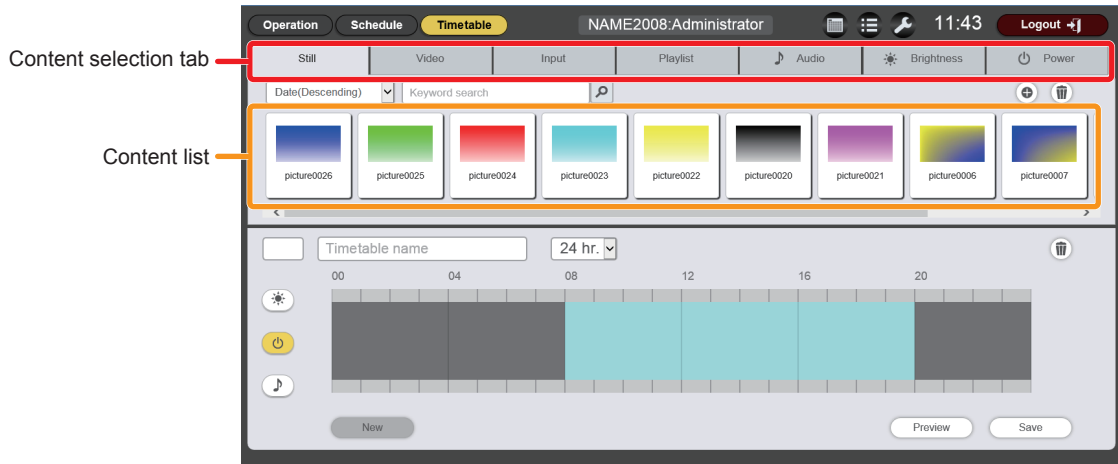 Operation Schedule Timetable NAME2008:Administrator 11:43 Logout
Content selection tab
Still Video Input Playlist Audio Brightness Power
Date(Descending) Keyword search
Content list
picture0026 picture0025 picture0024 picture0023 picture0022 picture0020 picture0021 picture0006 picture0007
Timetable name 24 hr.
00 04 08 12 16 20
New Preview Save